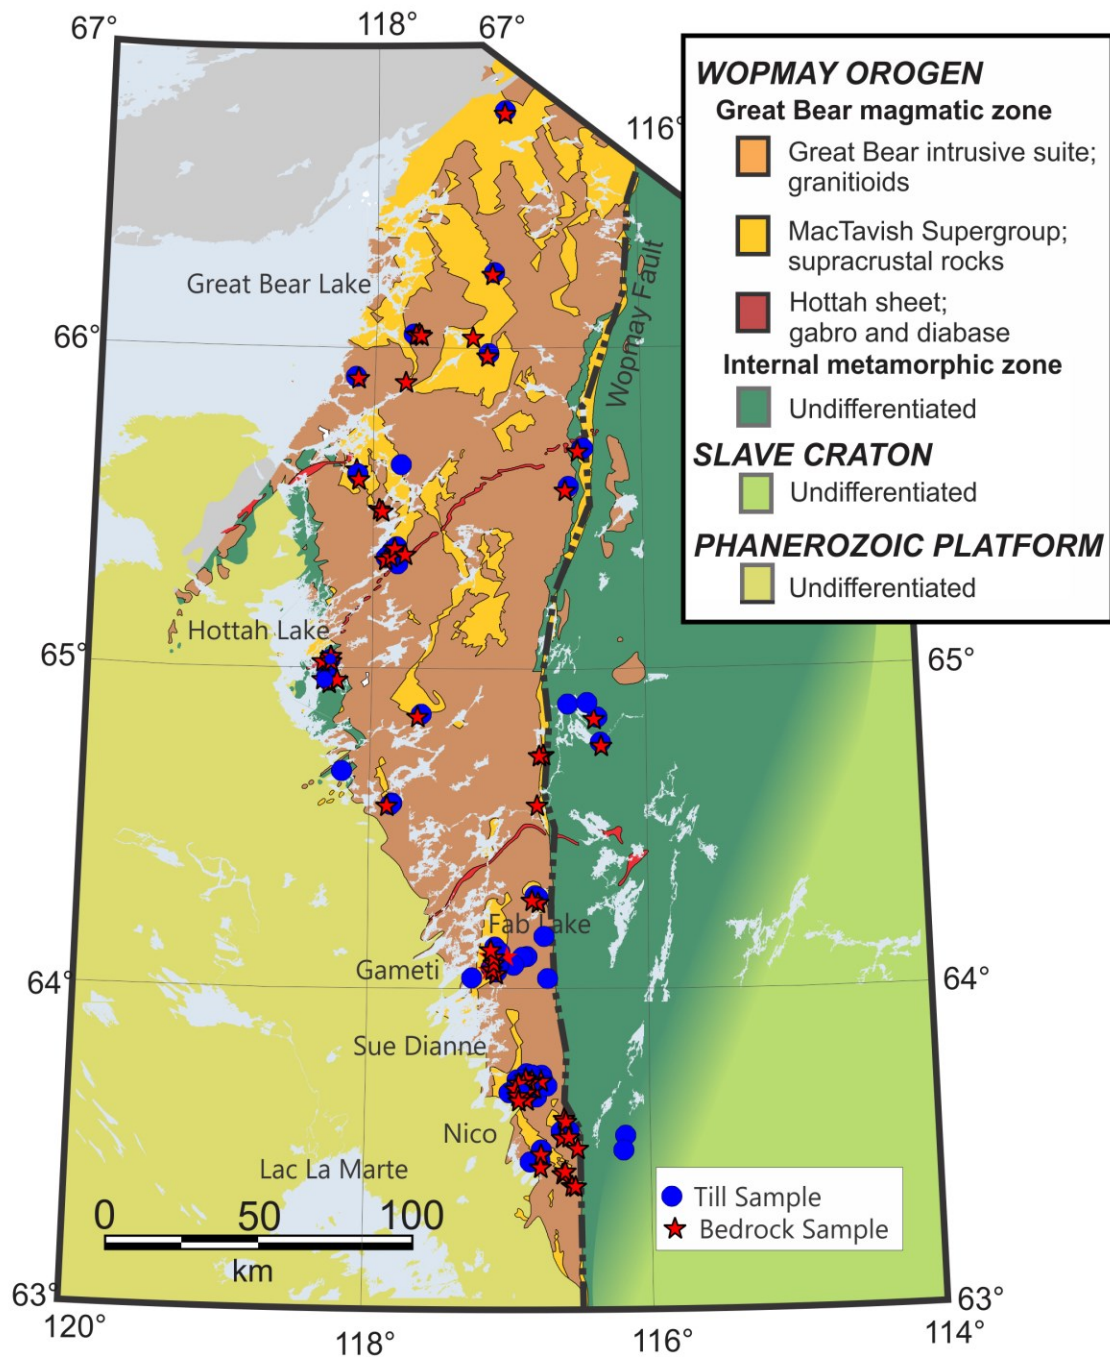 67°
118°
67°
116°
WOPMAY OROGEN
Great Bear magmatic zone
Great Bear intrusive suite;
granitioids
MacTavish Supergroup;
supracrustal rocks
Hottah sheet;
gabro and diabase
Internal metamorphic zone
Undifferentiated
SLAVE CRATON
Undifferentiated
PHANEROZOIC PLATFORM
Undifferentiated
Great Bear Lake
Wopmay Fault
66°
Hottah Lake
65°
65°
Fab Lake
Gameti
64°
64°
Sue Dianne
Nico
Lac La Marte
Till Sample
Bedrock Sample
0 50 100
km
63°
63°
120°
118°
116°
114°